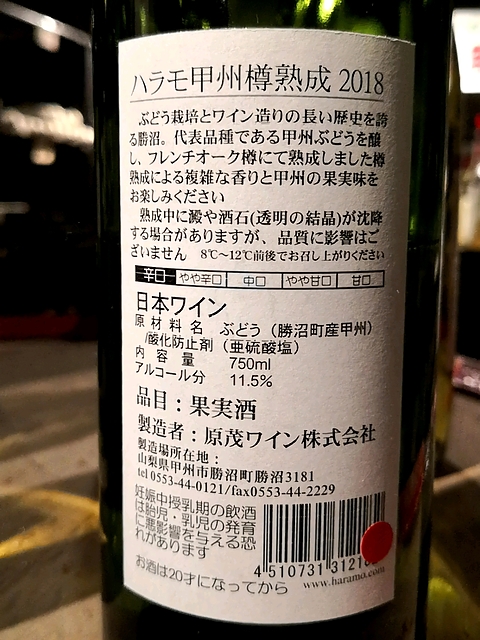 ハラモ甲州樽熟成 2018
ぶどう栽培とワイン造りの長い歴史を誇
る勝沼。代表品種である甲州ぶどうを醸
し、フレンチオーク樽にて熟成しました樽
熟成による複雑な香りと甲州の果実味を
お楽しみください
熟成中に澱や酒石(透明の結晶)が沈降
する場合がありますが、品質に影響はご
ざいません 8℃〜12℃前後でお召し上がりください
辛口 やや辛口 中口 やや甘口 甘口
日本ワイン
原材料名 ぶどう(勝沼町産甲州)
/酸化防止剤(亜硫酸塩)
内容量 750ml
アルコール分 11.5%
品目:果実酒
製造者:原茂ワイン株式会社
製造場所在地:
山梨県甲州市勝沼町勝沼3181
tel 0553-44-0121/fax0553-44-2229
妊娠中授乳期の飲酒
は胎児・乳児の発育
に悪影響を与える恐
れがあります
4 510731 3121
お酒は20才になってから
www.haramo.com